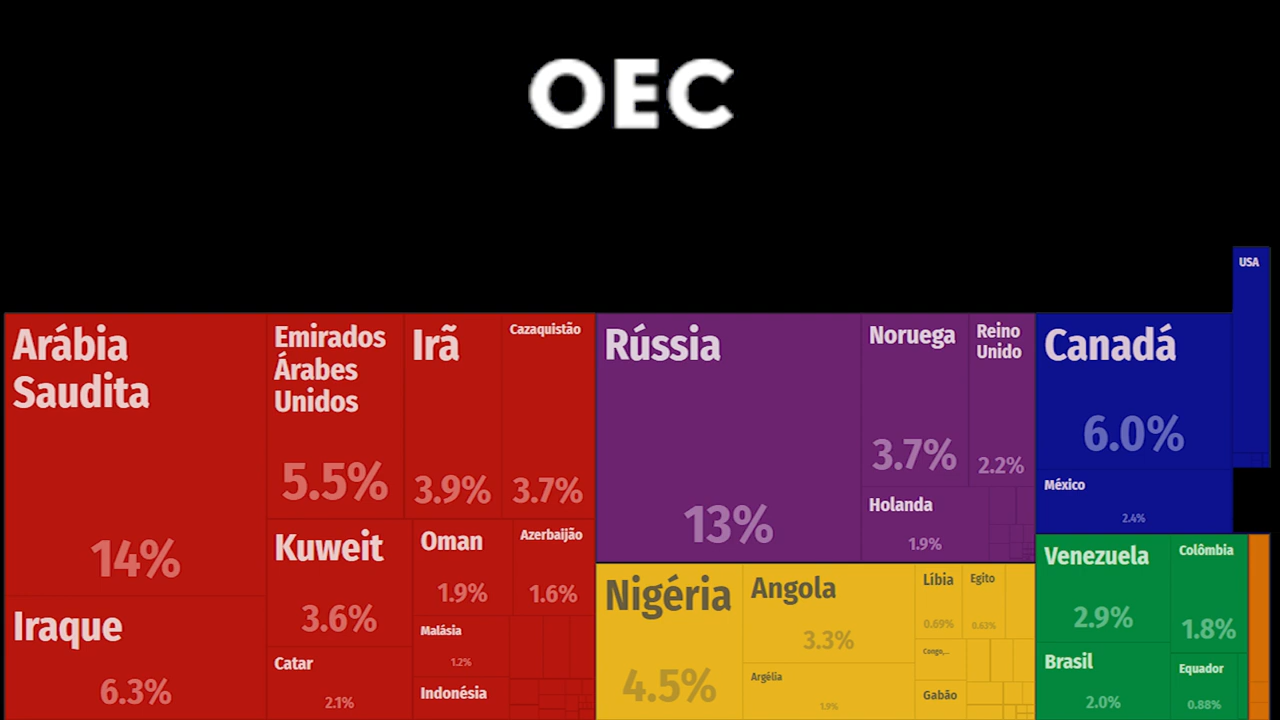 OEC
USA
Arábia
Saudita
14%
Emirados
Árabes
Unidos
5.5%
Irã
3.9%
Cazaquistão
3.7%
Rússia
13%
Noruega
3.7%
Reino
Unido
2.2%
Canadá
6.0%
México
2.4%
Holanda
1.9%
Kuweit
3.6%
Oman
1.9%
Azerbaijão
1.6%
Iraque
6.3%
Catar
2.1%
Malásia
1.2%
Indonésia
Nigéria
4.5%
Angola
3.3%
Argélia
1.9%
Líbia
0.69%
Egito
0.63%
Congo,...
Gabão
Venezuela
2.9%
Colômbia
1.8%
Brasil
2.0%
Equador
0.88%